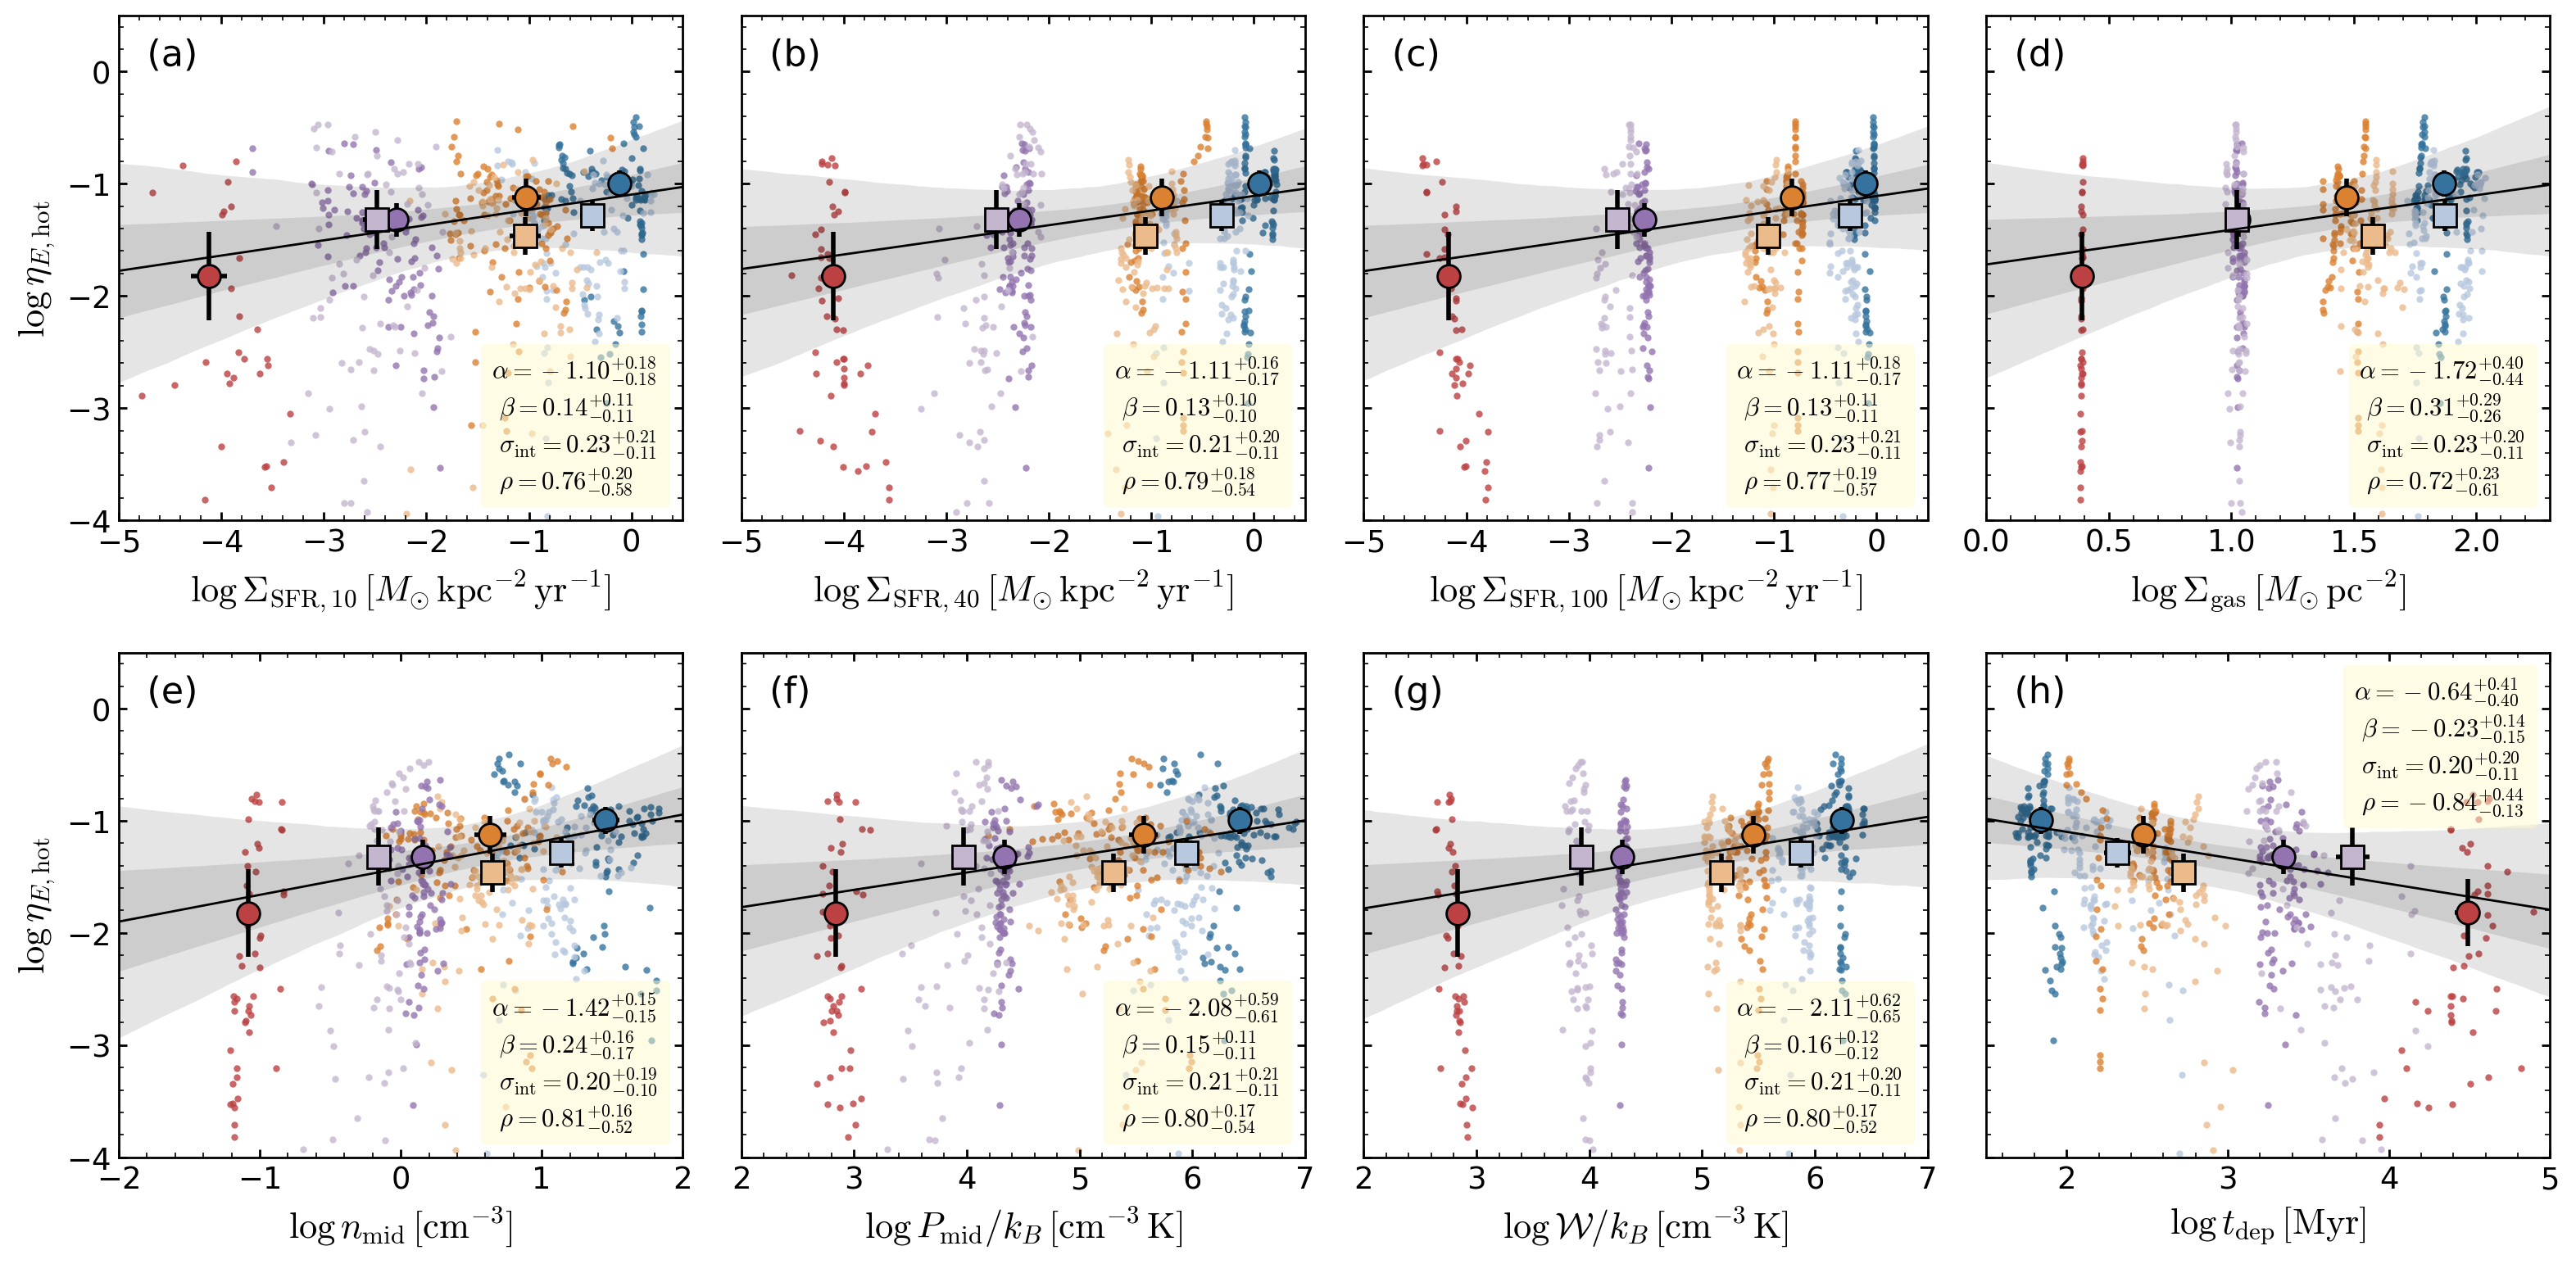 (a) (b) (c) (d)
log η_{E, hot}
0
−1
−2
−3
−4
α = −1.10^{+0.18}_{−0.18}
β = 0.14^{+0.11}_{−0.11}
σ_int = 0.23^{+0.21}_{−0.11}
ρ = 0.76^{+0.20}_{−0.58}
−5 −4 −3 −2 −1 0
log Σ_{SFR, 10} [M_⊙ kpc^{−2} yr^{−1}]
α = −1.11^{+0.16}_{−0.17}
β = 0.13^{+0.10}_{−0.10}
σ_int = 0.21^{+0.20}_{−0.11}
ρ = 0.79^{+0.18}_{−0.54}
−5 −4 −3 −2 −1 0
log Σ_{SFR, 40} [M_⊙ kpc^{−2} yr^{−1}]
α = −1.11^{+0.18}_{−0.17}
β = 0.13^{+0.11}_{−0.11}
σ_int = 0.23^{+0.21}_{−0.11}
ρ = 0.77^{+0.19}_{−0.57}
−5 −4 −3 −2 −1 0
log Σ_{SFR, 100} [M_⊙ kpc^{−2} yr^{−1}]
α = −1.72^{+0.40}_{−0.44}
β = 0.31^{+0.29}_{−0.26}
σ_int = 0.23^{+0.20}_{−0.11}
ρ = 0.72^{+0.23}_{−0.61}
0.0 0.5 1.0 1.5 2.0
log Σ_gas [M_⊙ pc^{−2}]
(e) (f) (g) (h)
log η_{E, hot}
0
−1
−2
−3
−4
α = −1.42^{+0.15}_{−0.15}
β = 0.24^{+0.16}_{−0.17}
σ_int = 0.20^{+0.19}_{−0.10}
ρ = 0.81^{+0.16}_{−0.52}
−2 −1 0 1 2
log n_mid [cm^{−3}]
α = −2.08^{+0.59}_{−0.61}
β = 0.15^{+0.11}_{−0.11}
σ_int = 0.21^{+0.21}_{−0.11}
ρ = 0.80^{+0.17}_{−0.54}
2 3 4 5 6 7
log P_mid/k_B [cm^{−3} K]
α = −2.11^{+0.62}_{−0.65}
β = 0.16^{+0.12}_{−0.12}
σ_int = 0.21^{+0.20}_{−0.11}
ρ = 0.80^{+0.17}_{−0.52}
2 3 4 5 6 7
log 𝒲/k_B [cm^{−3} K]
α = −0.64^{+0.41}_{−0.40}
β = −0.23^{+0.14}_{−0.15}
σ_int = 0.20^{+0.20}_{−0.11}
ρ = −0.84^{+0.44}_{−0.13}
2 3 4 5
log t_dep [Myr]